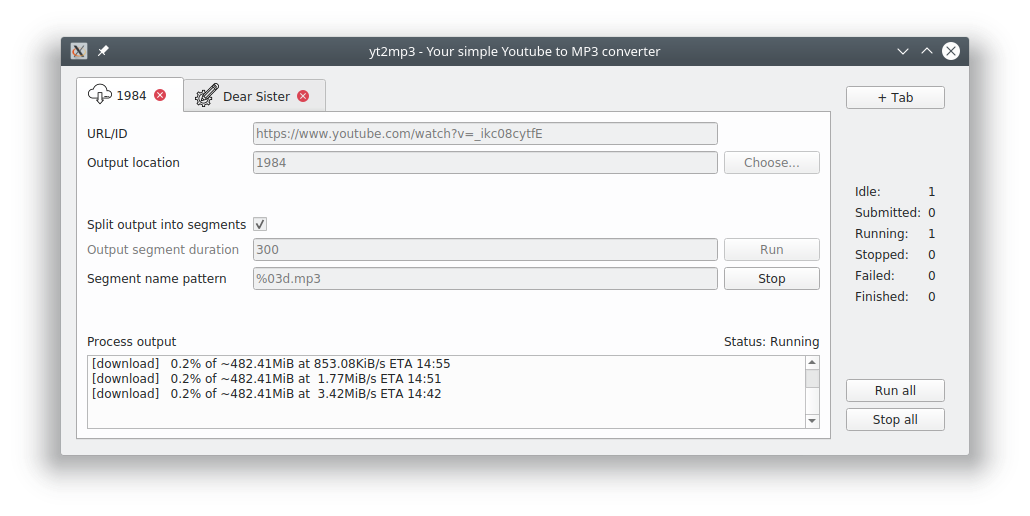 yt2mp3 - Your simple Youtube to MP3 converter
1984
Dear Sister
+ Tab
URL/ID
https://www.youtube.com/watch?v=_ikc08cytfE
Output location
1984
Choose...
Split output into segments
Output segment duration
300
Run
Segment name pattern
%03d.mp3
Stop
Idle: 1
Submitted: 0
Running: 1
Stopped: 0
Failed: 0
Finished: 0
Process output
Status: Running
[download]   0.2% of ~482.41MiB at 853.08KiB/s ETA 14:55
[download]   0.2% of ~482.41MiB at  1.77MiB/s ETA 14:51
[download]   0.2% of ~482.41MiB at  3.42MiB/s ETA 14:42
Run all
Stop all